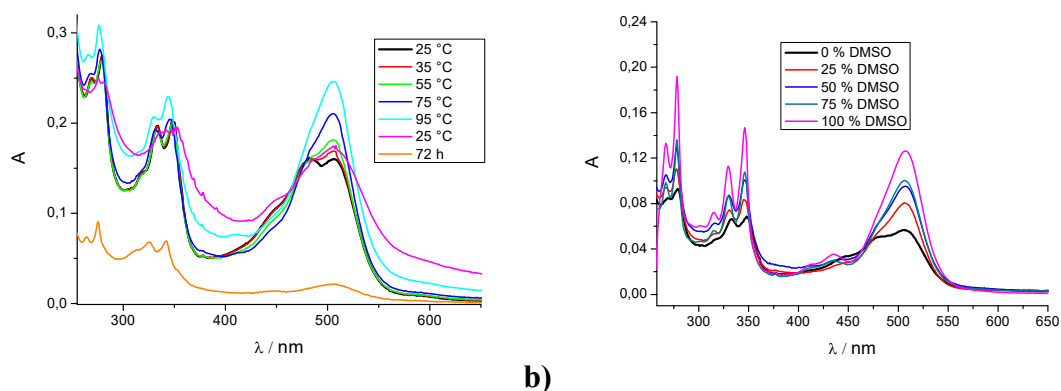 0,3
0,2
0,1
0,0
A
25 °C
35 °C
55 °C
75 °C
95 °C
25 °C
72 h
300
400
500
600
λ / nm
0,24
0,20
0,16
0,12
0,08
0,04
0,00
A
0 % DMSO
25 % DMSO
50 % DMSO
75 % DMSO
100 % DMSO
300
350
400
450
500
550
600
650
λ / nm
b)